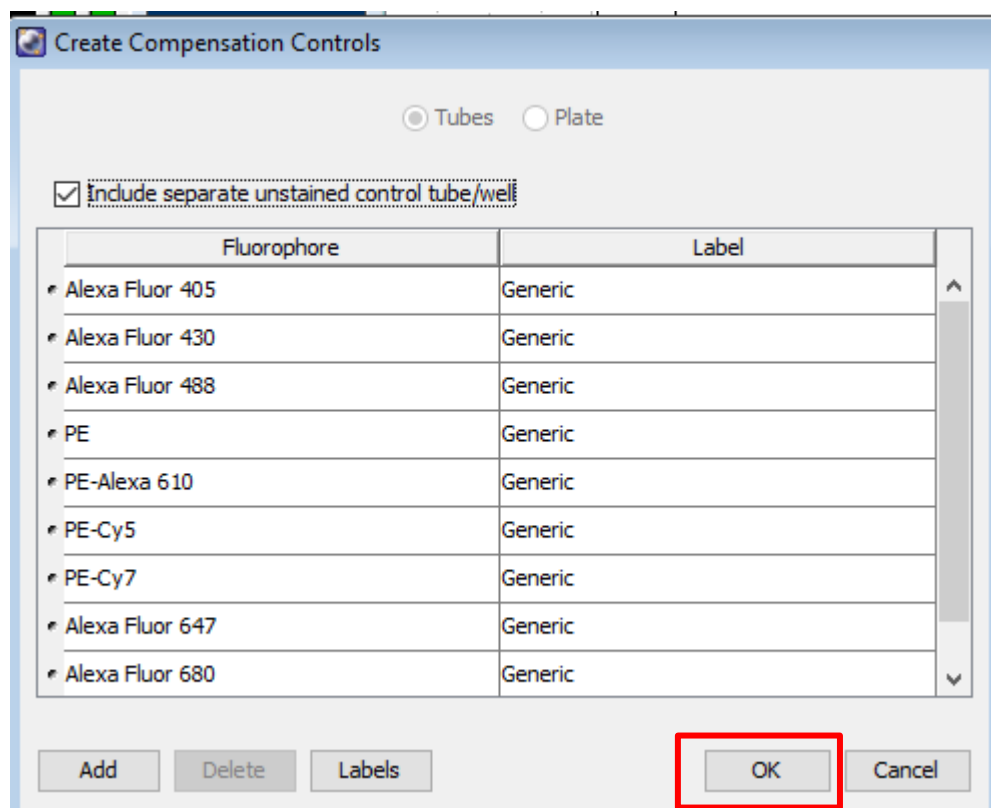 Create Compensation Controls
Tubes Plate
Include separate unstained control tube/well
Fluorophore Label
Alexa Fluor 405 Generic
Alexa Fluor 430 Generic
Alexa Fluor 488 Generic
PE Generic
PE-Alexa 610 Generic
PE-Cy5 Generic
PE-Cy7 Generic
Alexa Fluor 647 Generic
Alexa Fluor 680 Generic
Add Delete Labels OK Cancel